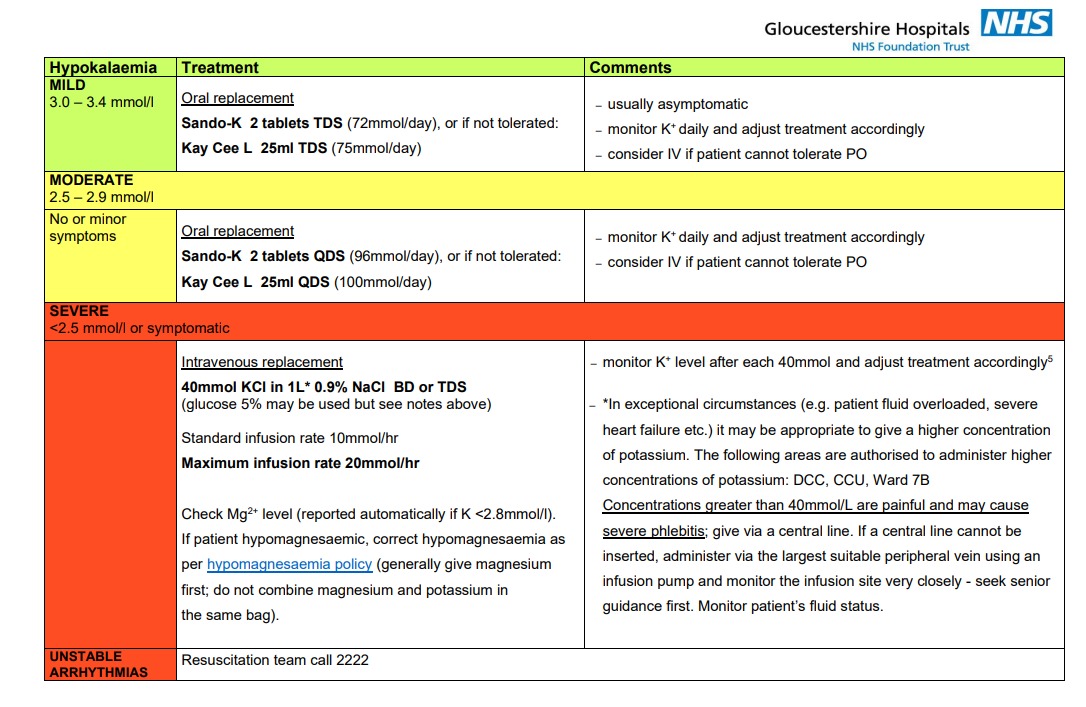 Gloucestershire Hospitals NHS
NHS Foundation Trust
Hypokalaemia Treatment Comments
MILD
3.0 – 3.4 mmol/l
Oral replacement
Sando-K 2 tablets TDS (72mmol/day), or if not tolerated:
Kay Cee L 25ml TDS (75mmol/day)
– usually asymptomatic
– monitor K⁺ daily and adjust treatment accordingly
– consider IV if patient cannot tolerate PO
MODERATE
2.5 – 2.9 mmol/l
No or minor
symptoms
Oral replacement
Sando-K 2 tablets QDS (96mmol/day), or if not tolerated:
Kay Cee L 25ml QDS (100mmol/day)
– monitor K⁺ daily and adjust treatment accordingly
– consider IV if patient cannot tolerate PO
SEVERE
<2.5 mmol/l or symptomatic
Intravenous replacement
40mmol KCl in 1L* 0.9% NaCl BD or TDS
(glucose 5% may be used but see notes above)
Standard infusion rate 10mmol/hr
Maximum infusion rate 20mmol/hr
Check Mg²⁺ level (reported automatically if K <2.8mmol/l).
If patient hypomagnesaemic, correct hypomagnesaemia as
per hypomagnesaemia policy (generally give magnesium
first; do not combine magnesium and potassium in
the same bag).
– monitor K⁺ level after each 40mmol and adjust treatment accordingly⁵
– *In exceptional circumstances (e.g. patient fluid overloaded, severe
heart failure etc.) it may be appropriate to give a higher concentration
of potassium. The following areas are authorised to administer higher
concentrations of potassium: DCC, CCU, Ward 7B
Concentrations greater than 40mmol/L are painful and may cause
severe phlebitis; give via a central line. If a central line cannot be
inserted, administer via the largest suitable peripheral vein using an
infusion pump and monitor the infusion site very closely - seek senior
guidance first. Monitor patient's fluid status.
UNSTABLE
ARRHYTHMIAS
Resuscitation team call 2222